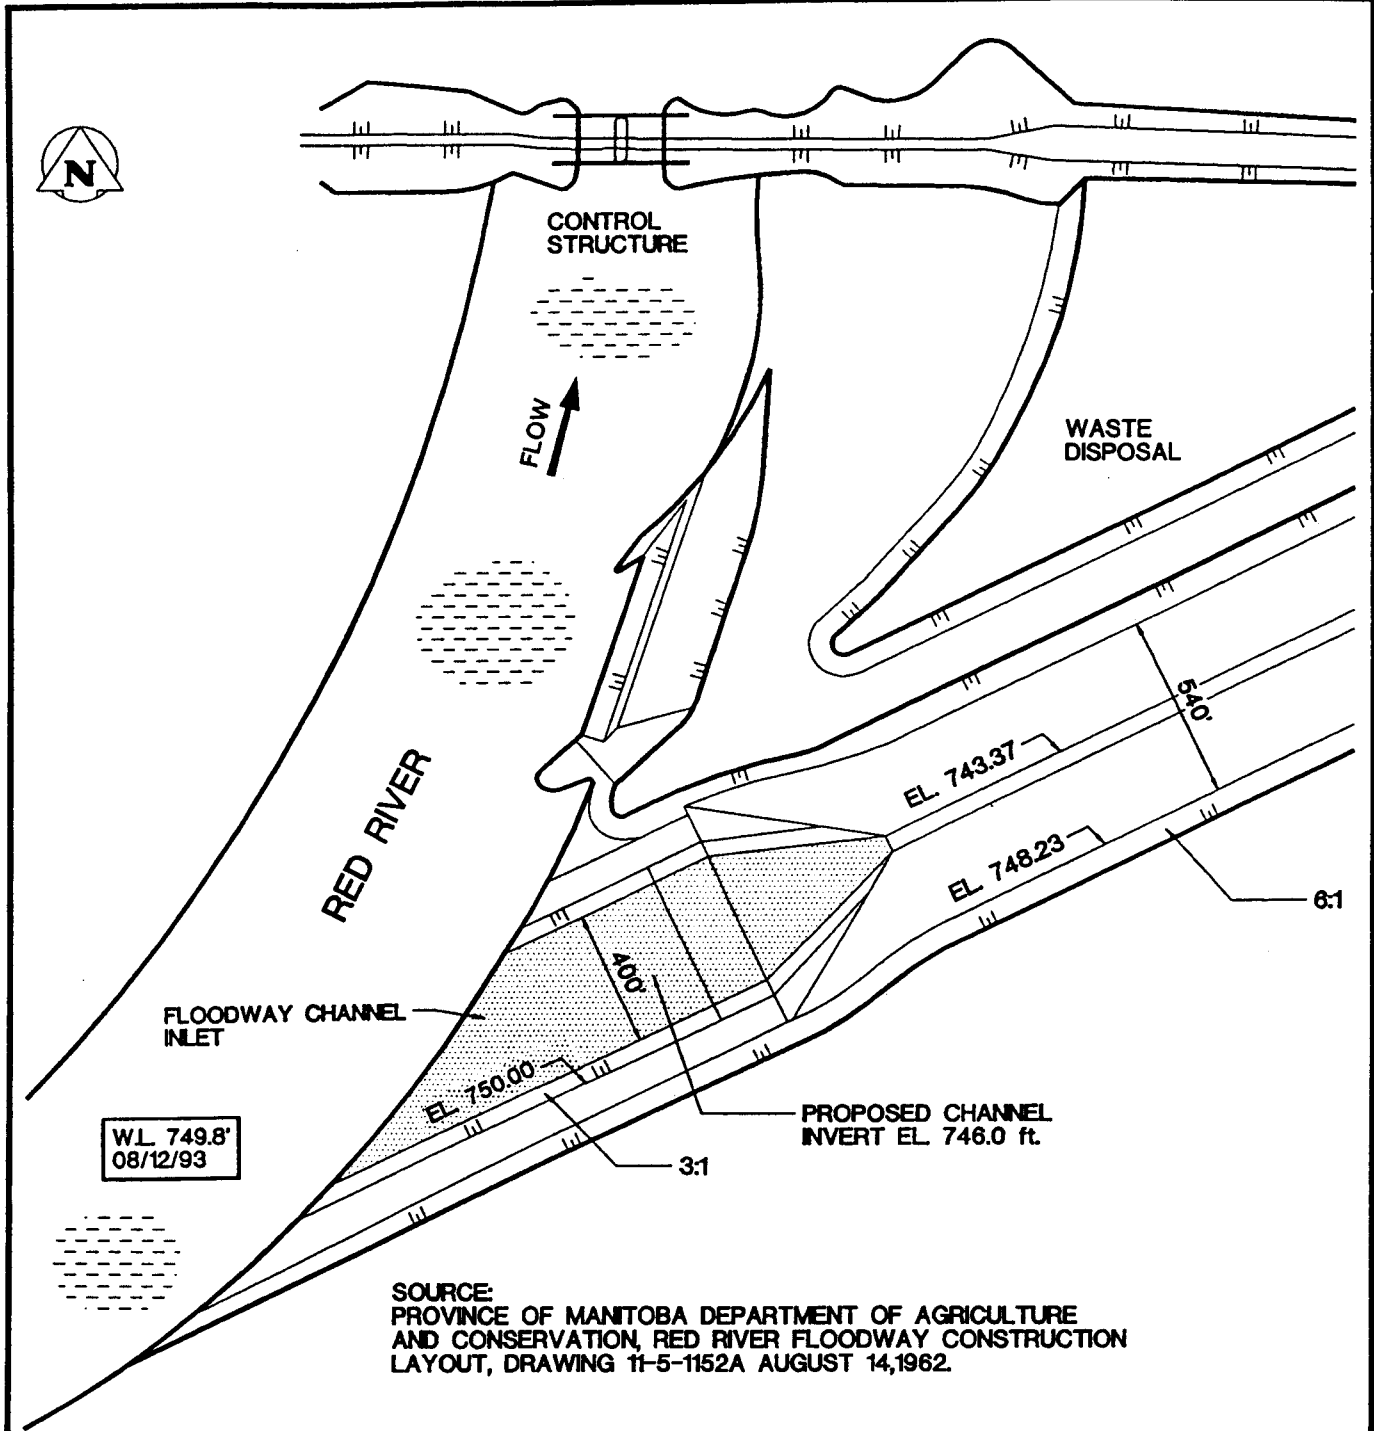 N
CONTROL
STRUCTURE
FLOW
WASTE
DISPOSAL
540'
EL. 743.37
RED RIVER
EL. 748.23
6:1
400'
FLOODWAY CHANNEL
INLET
EL. 750.00
PROPOSED CHANNEL
INVERT EL. 746.0 ft.
W.L. 749.8'
08/12/93
3:1
SOURCE:
PROVINCE OF MANITOBA DEPARTMENT OF AGRICULTURE
AND CONSERVATION, RED RIVER FLOODWAY CONSTRUCTION
LAYOUT, DRAWING 11-5-1152A AUGUST 14,1962.